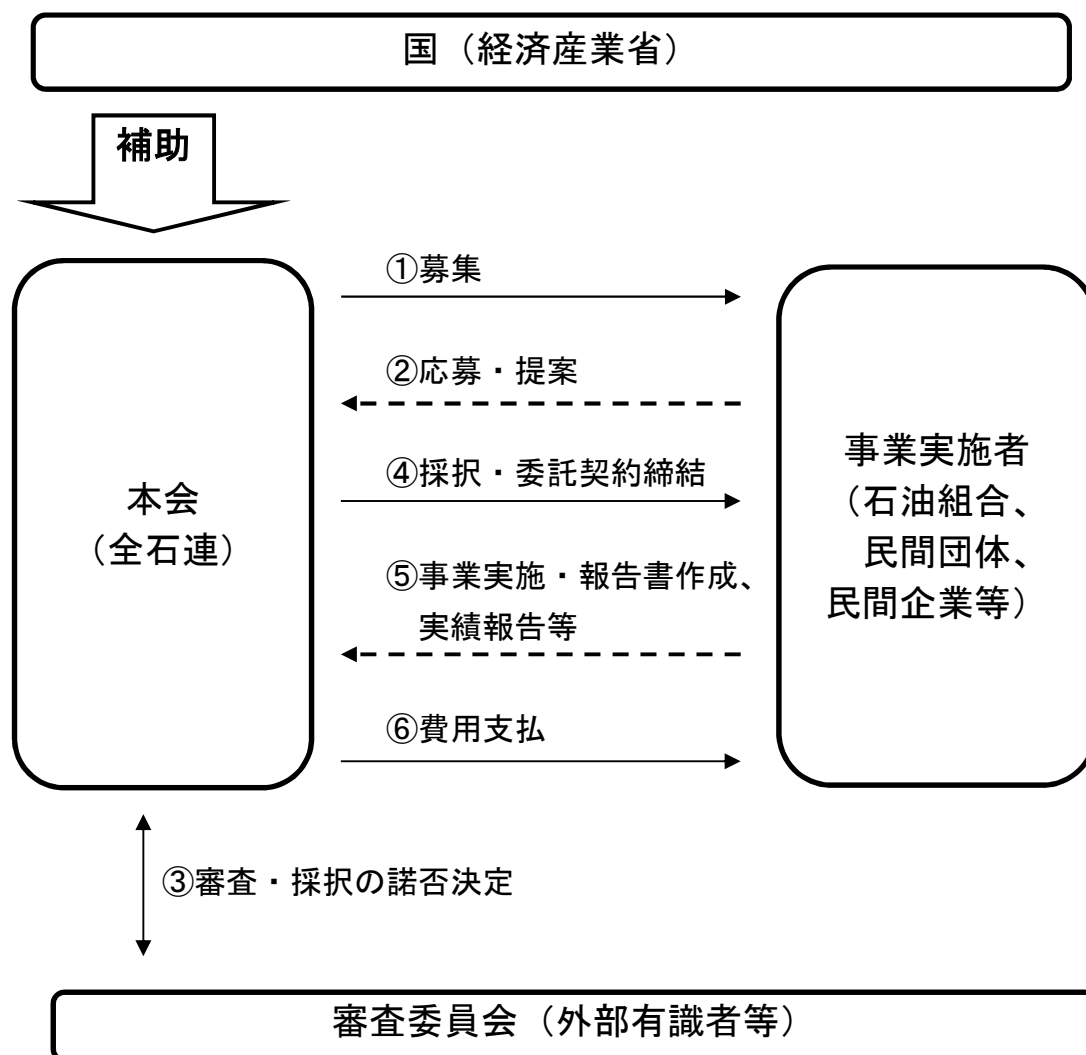 国（経済産業省）
補助
①募集
②応募・提案
④採択・委託契約締結
⑤事業実施・報告書作成、
実績報告等
⑥費用支払
本会
（全石連）
事業実施者
（石油組合、
民間団体、
民間企業等）
③審査・採択の諾否決定
審査委員会（外部有識者等）